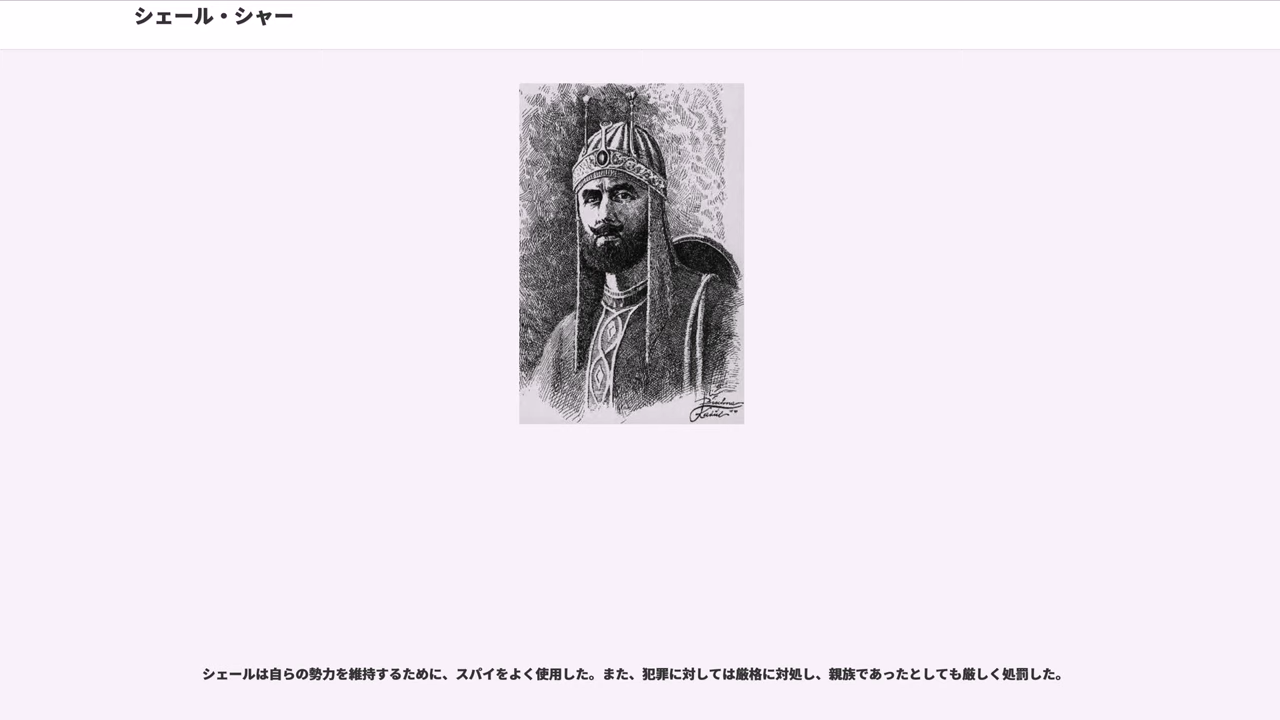 シェール・シャー
シェールは自らの勢力を維持するために、スパイをよく使用した。また、犯罪に対しては厳格に対処し、親族であったとしても厳しく処罰した。